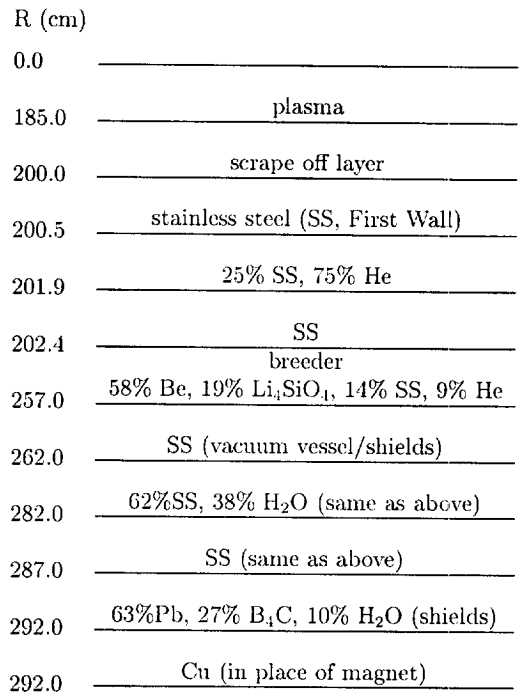 R (cm)
0.0
plasma
185.0
scrape off layer
200.0
stainless steel (SS, First Wall)
200.5
25% SS, 75% He
201.9
SS
202.4
breeder
58% Be, 19% Li₄SiO₄, 14% SS, 9% He
257.0
SS (vacuum vessel/shields)
262.0
62%SS, 38% H₂O (same as above)
282.0
SS (same as above)
287.0
63%Pb, 27% B₄C, 10% H₂O (shields)
292.0
Cu (in place of magnet)
292.0